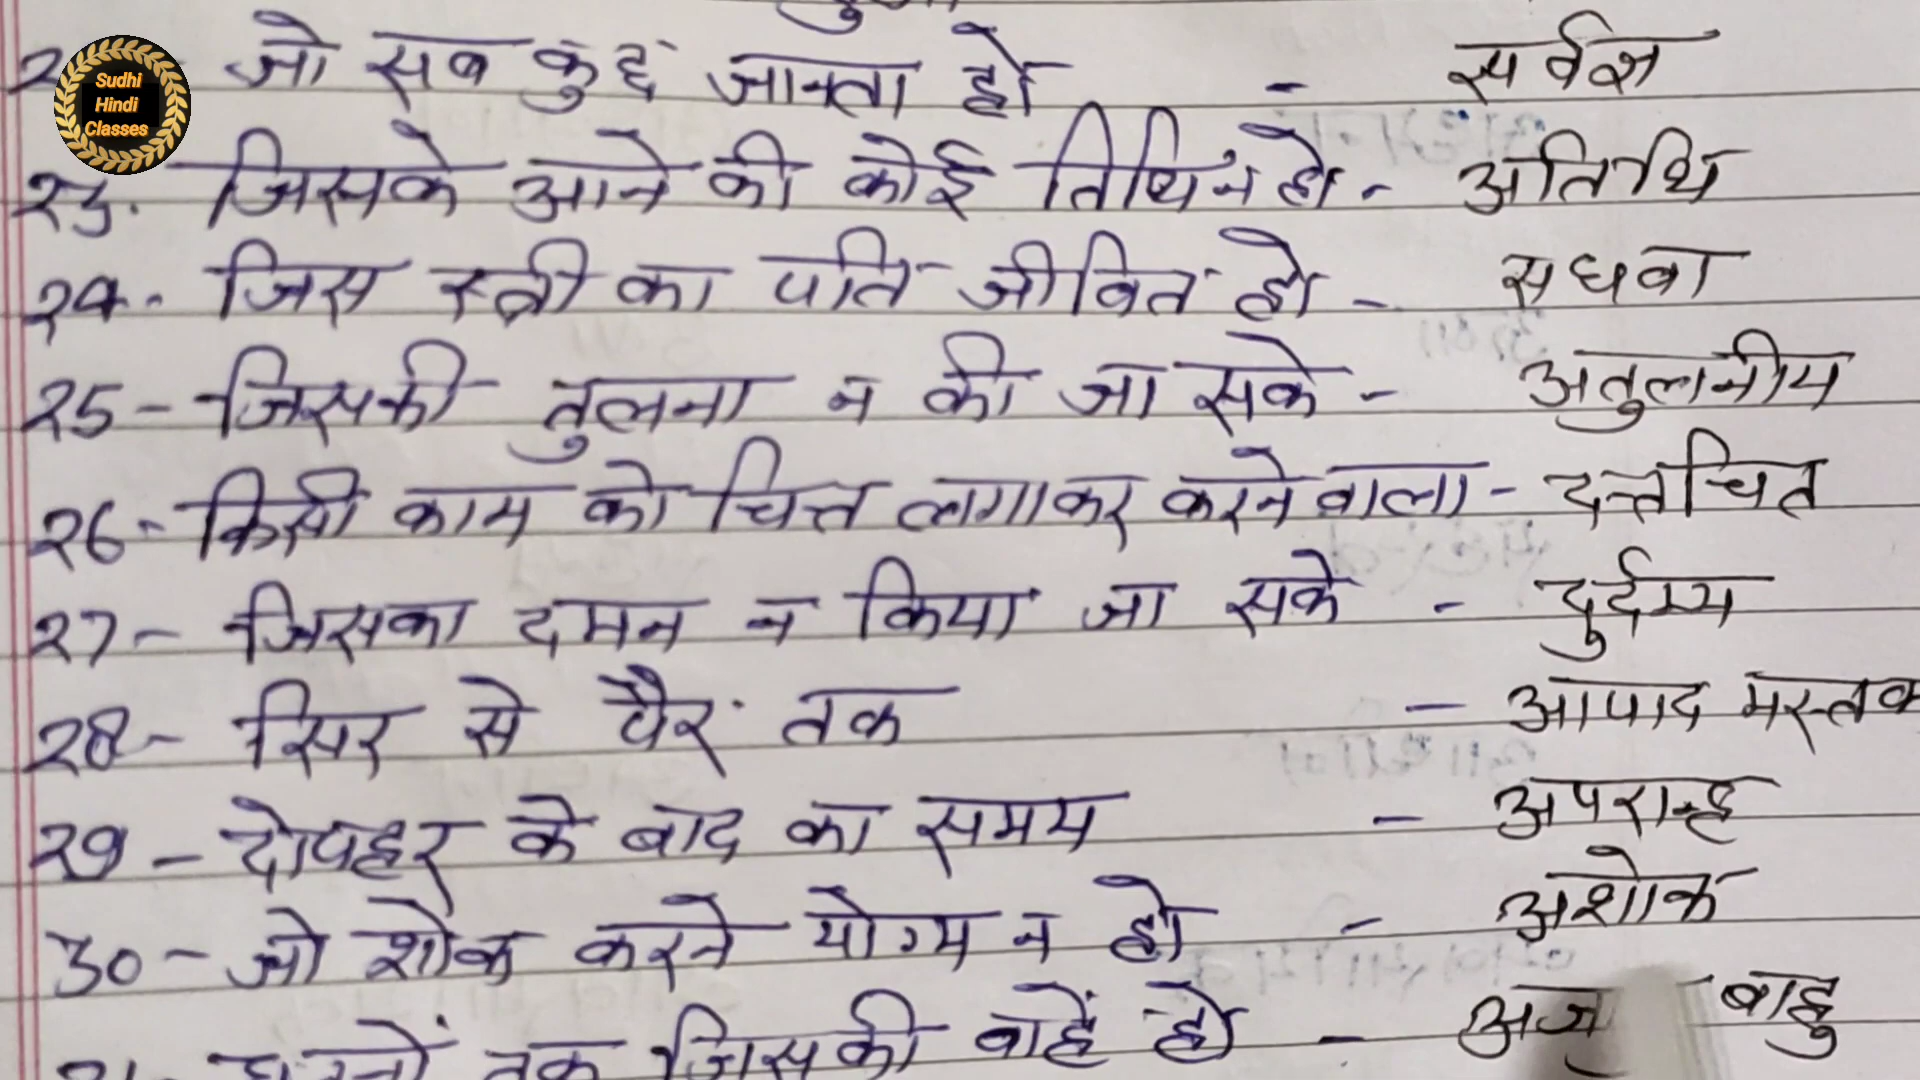 Sudhi
Hindi
Classes
जो सब कुछ जानता हो - सर्वज्ञ
23. जिसके आने की कोई तिथि न हो - अतिथि
24. जिस स्त्री का पति जीवित हो - सधवा
25 - जिसकी तुलना न की जा सके - अतुलनीय
26 - किसी काम को चित्त लगाकर करने वाला - दत्तचित
27 - जिसका दमन न किया जा सके - दुर्दम्य
28 - सिर से पैर तक - आपाद मस्तक
29 - दोपहर के बाद का समय - अपरान्ह
30 - जो शोक करने योग्य न हो - अशोक
तक जिसकी बाहें हो - बाहु